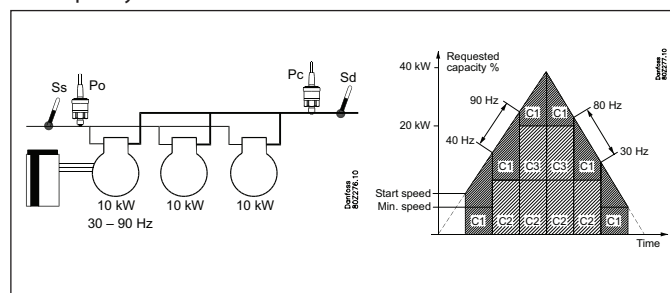 Ss
Po
Pc
Sd
10 kW
10 kW
10 kW
30 – 90 Hz
Danfoss
80Z276.10
Requested
capacity %
40 kW
20 kW
90 Hz
40 Hz
80 Hz
30 Hz
Start speed
Min. speed
C1 C1
C1 C3 C3 C1
C1 C2 C2 C2 C2 C1
Time
Danfoss
80Z277.10